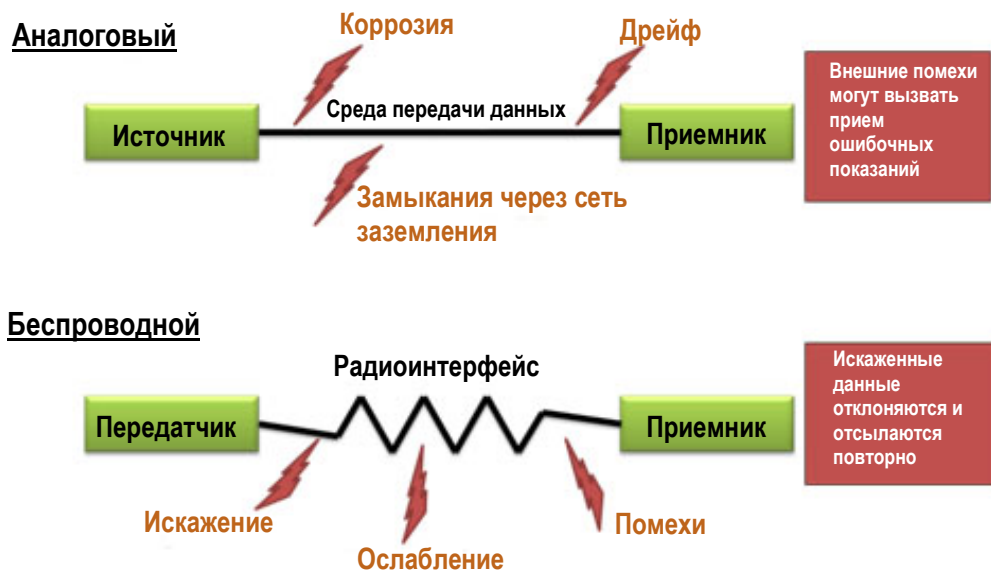 Аналоговый
Коррозия
Дрейф
Источник
Среда передачи данных
Приемник
Замыкания через сеть
заземления
Внешние помехи
могут вызвать
прием
ошибочных
показаний
Беспроводной
Радиоинтерфейс
Передатчик
Приемник
Искажение
Ослабление
Помехи
Искаженные
данные
отклоняются и
отсылаются
повторно